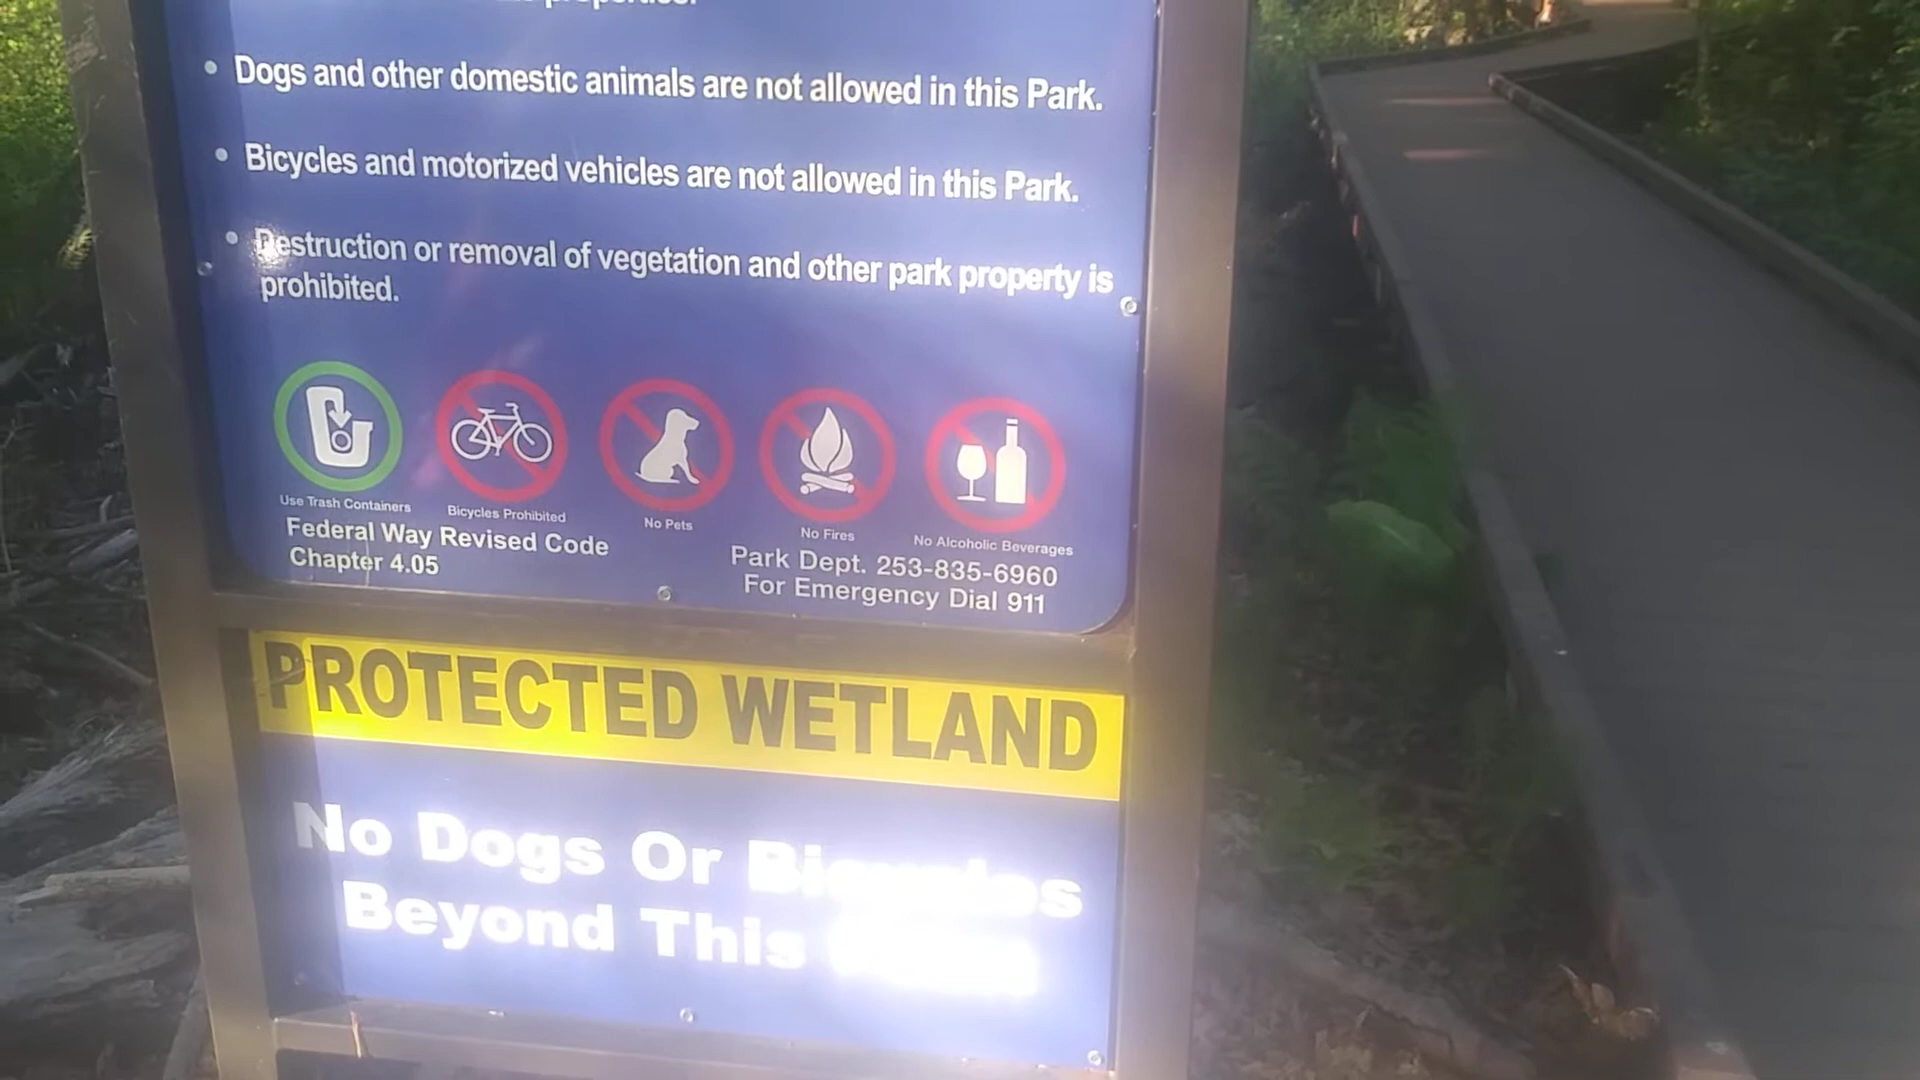 • Dogs and other domestic animals are not allowed in this Park.
• Bicycles and motorized vehicles are not allowed in this Park.
• Destruction or removal of vegetation and other park property is
prohibited.
Use Trash Containers
Bicycles Prohibited
No Pets
No Fires
No Alcoholic Beverages
Federal Way Revised Code
Chapter 4.05
Park Dept. 253-835-6960
For Emergency Dial 911
PROTECTED WETLAND
No Dogs Or Bicycles
Beyond This